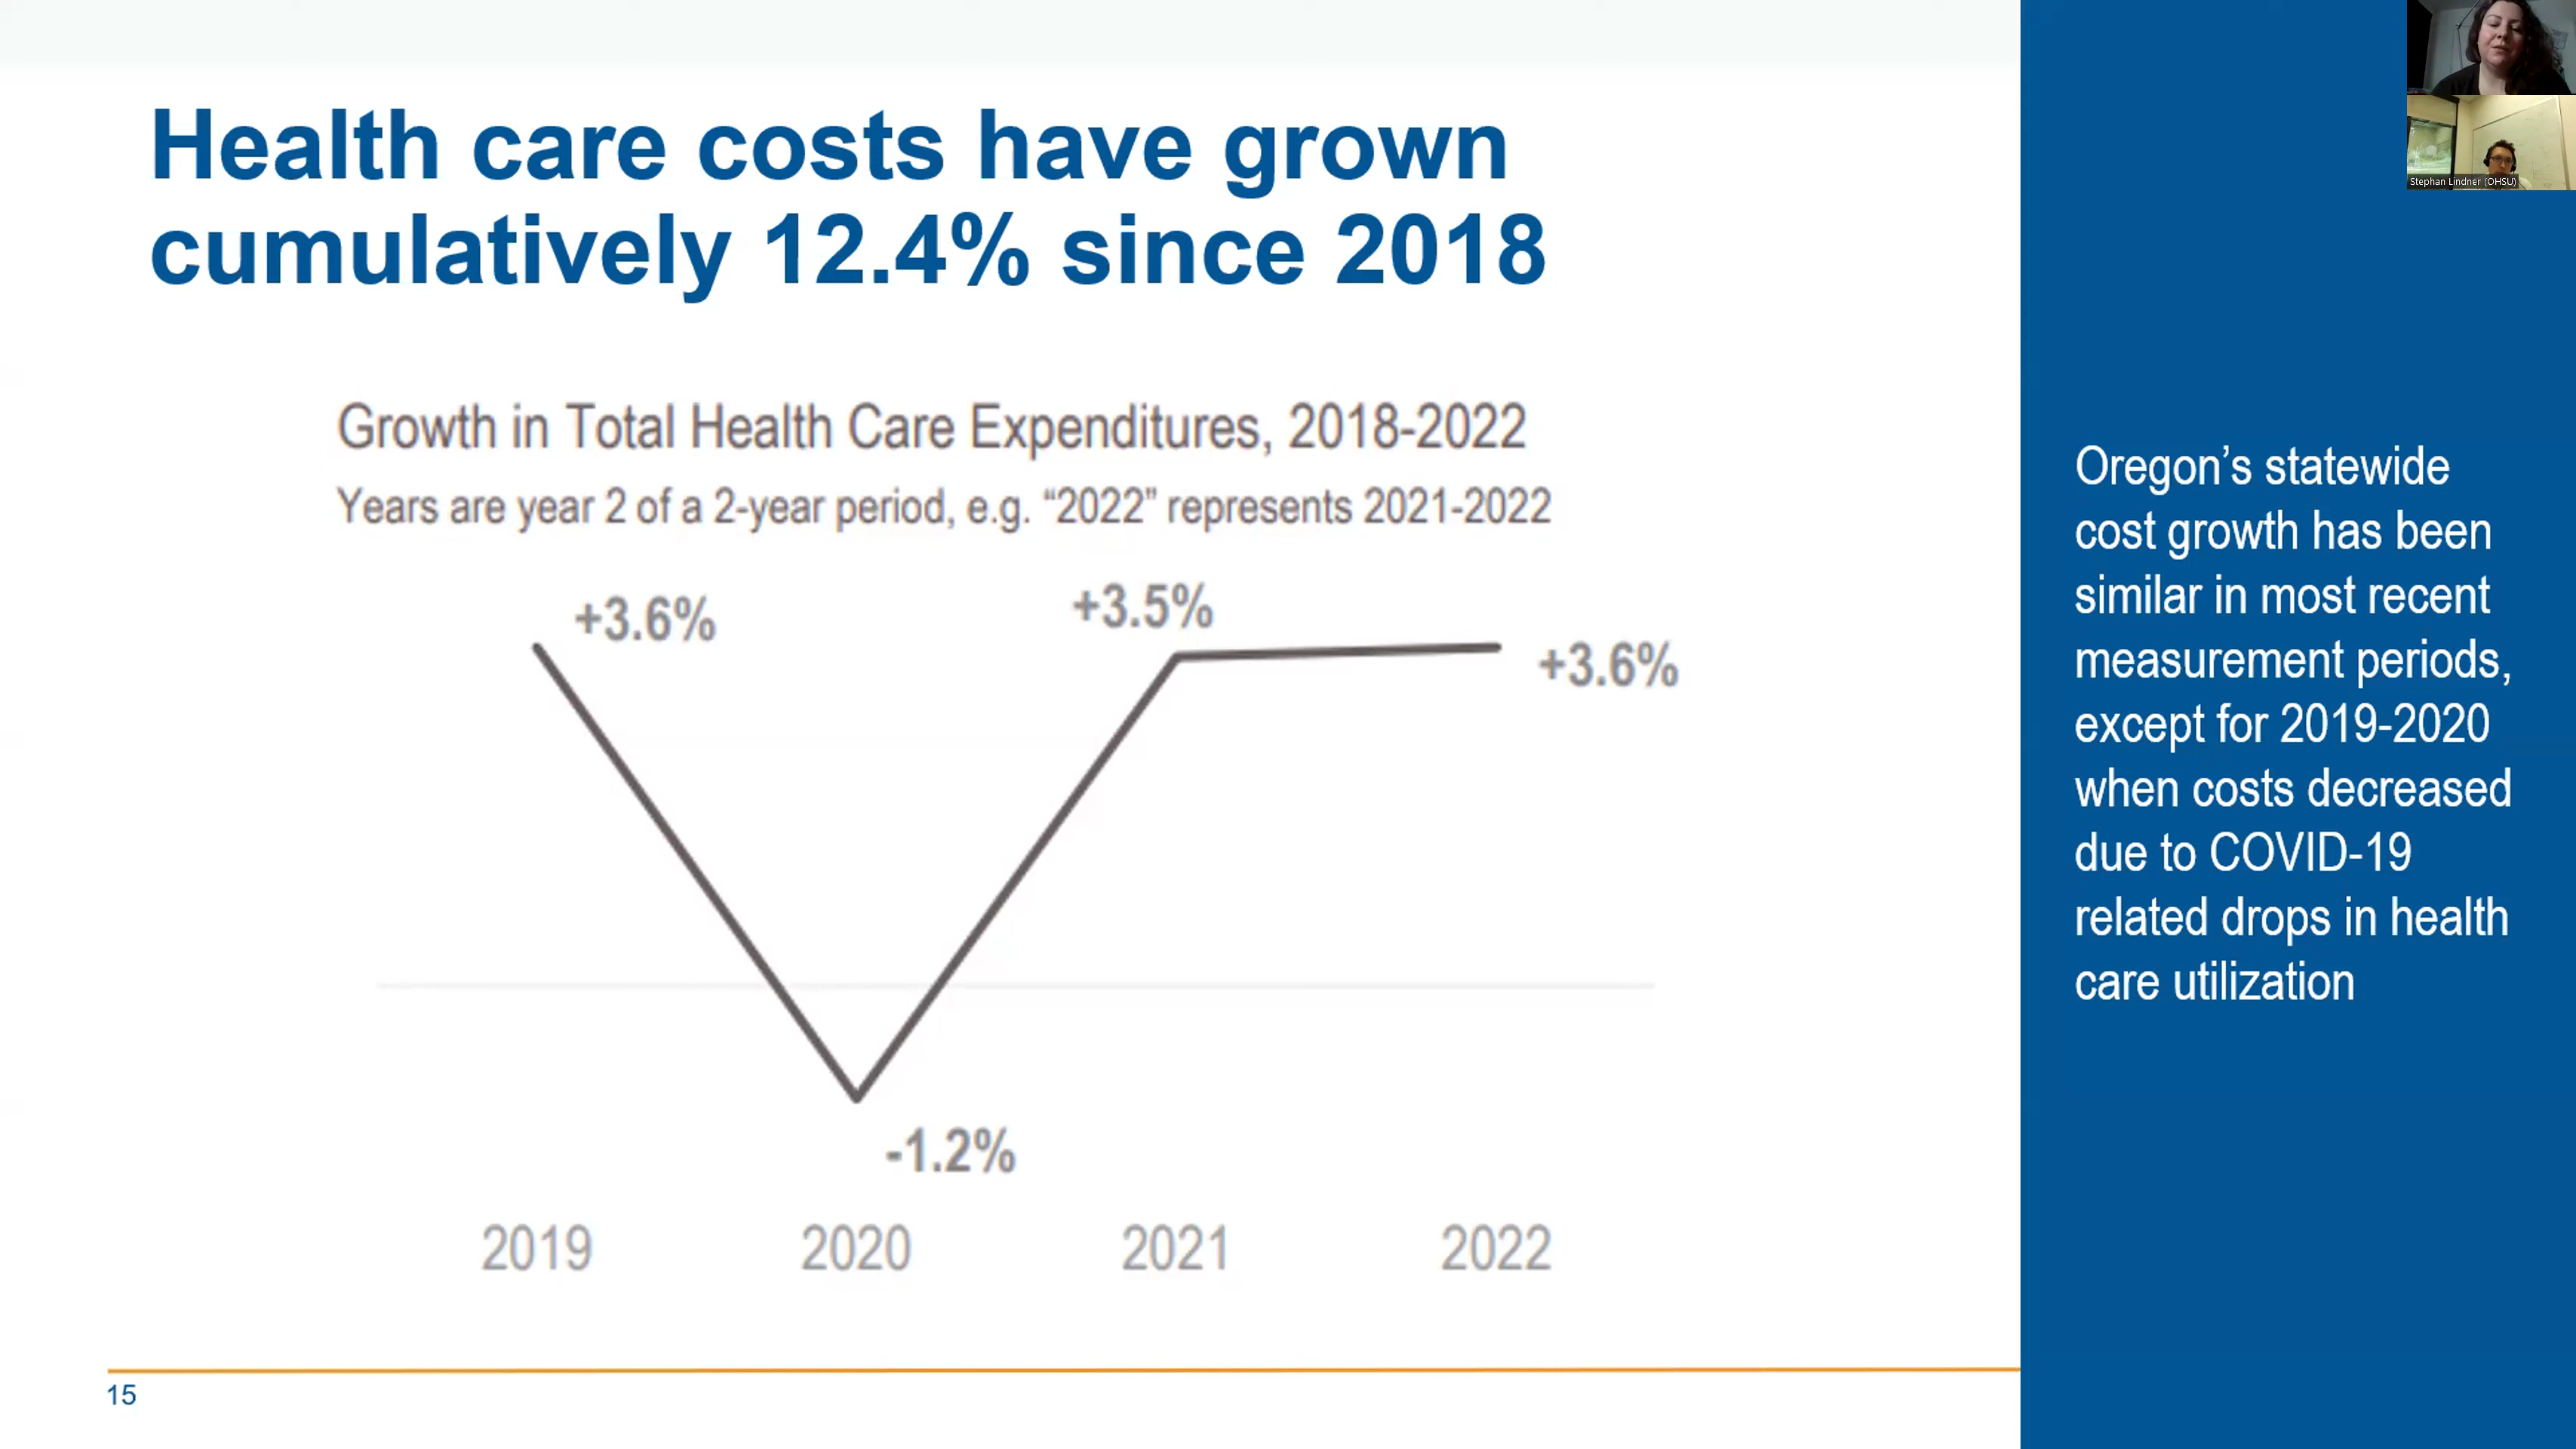 Health care costs have grown
cumulatively 12.4% since 2018
Growth in Total Health Care Expenditures, 2018-2022
Years are year 2 of a 2-year period, e.g. “2022” represents 2021-2022
+3.6%
+3.5%
+3.6%
-1.2%
2019 2020 2021 2022
15
Oregon’s statewide
cost growth has been
similar in most recent
measurement periods,
except for 2019-2020
when costs decreased
due to COVID-19
related drops in health
care utilization
Stephan Lindner (OHSU)